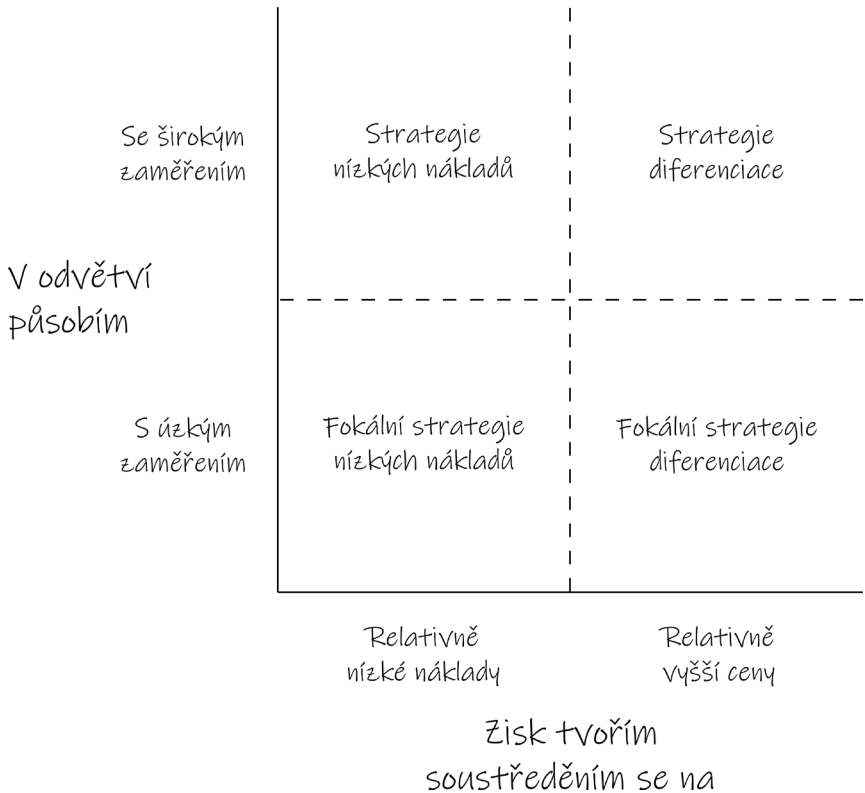 Se širokým
zaměřením
Strategie
nízkých nákladů
Strategie
diferenciace
V odvětví
působím
S úzkým
zaměřením
Fokální strategie
nízkých nákladů
Fokální strategie
diferenciace
Relativně
nízké náklady
Relativně
vyšší ceny
Zisk tvořím
soustředěním se na